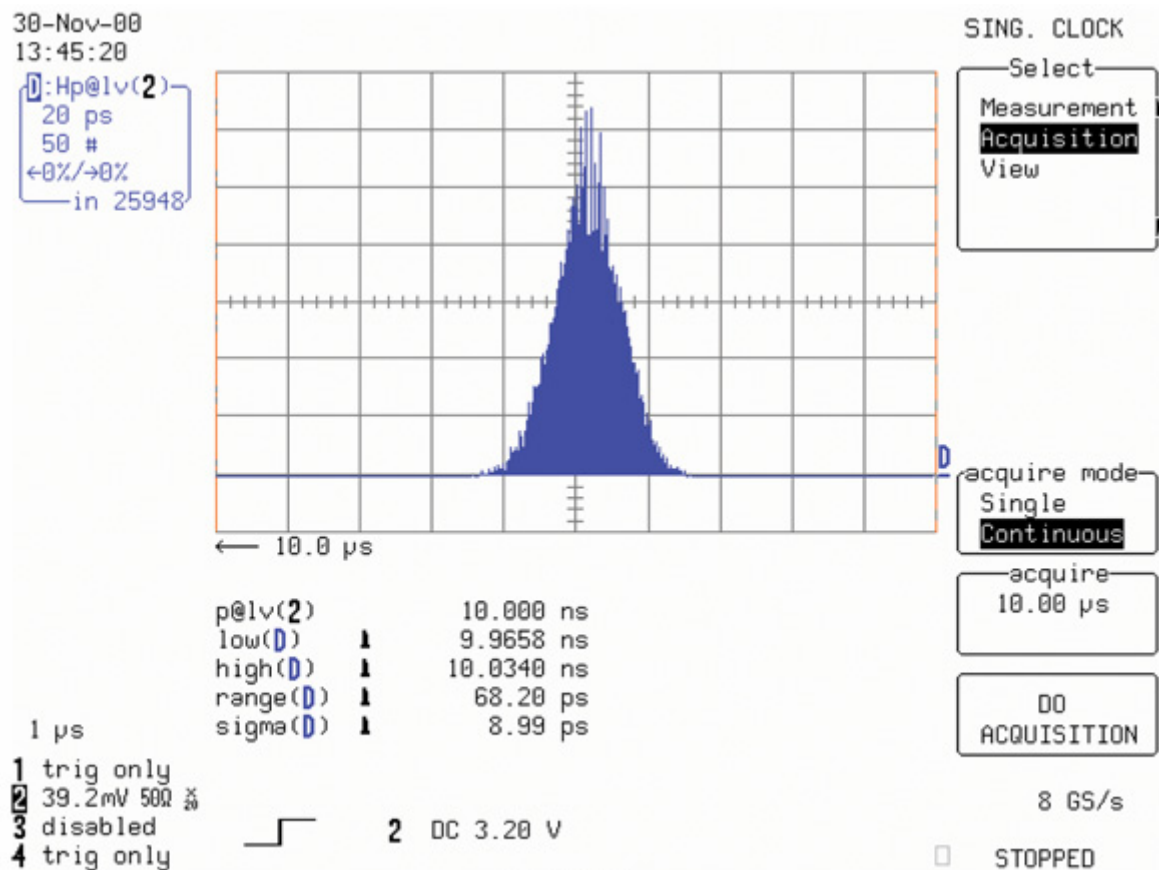 30-Nov-00
13:45:20
D:Hp@lv(2)
20 ps
50 #
←0%/→0%
in 25948
SING. CLOCK
Select
Measurement
Acquisition
View
D
acquire mode
Single
Continuous
← 10.0 µs
acquire
10.00 µs
p@lv(2) 10.000 ns
low(D) 9.9658 ns
high(D) 10.0340 ns
range(D) 68.20 ps
sigma(D) 8.99 ps
DO
ACQUISITION
1 µs
1 trig only
2 39.2mV 50Ω X20
3 disabled
4 trig only
2 DC 3.20 V
8 GS/s
STOPPED